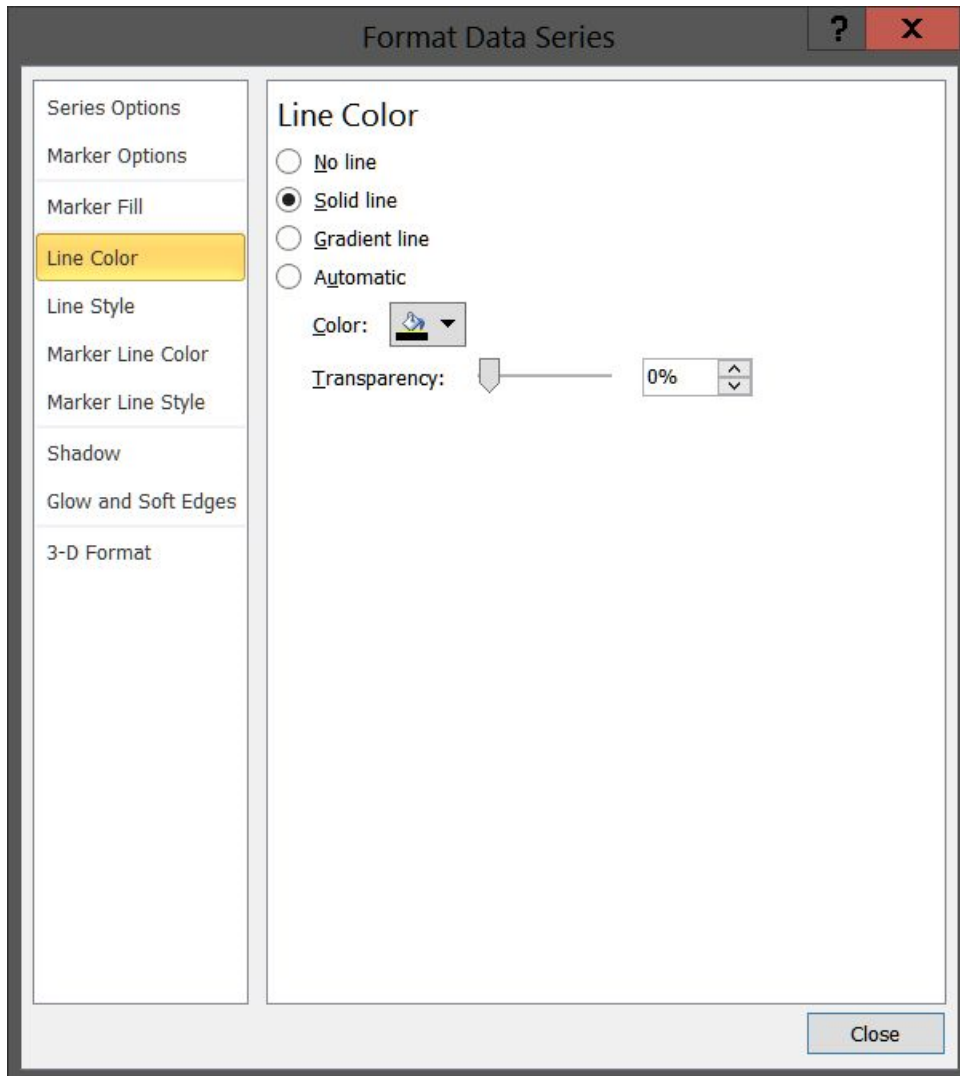 Format Data Series
?
X
Series Options
Marker Options
Marker Fill
Line Color
Line Style
Marker Line Color
Marker Line Style
Shadow
Glow and Soft Edges
3-D Format
Line Color
No line
Solid line
Gradient line
Automatic
Color:
Transparency: 0%
Close